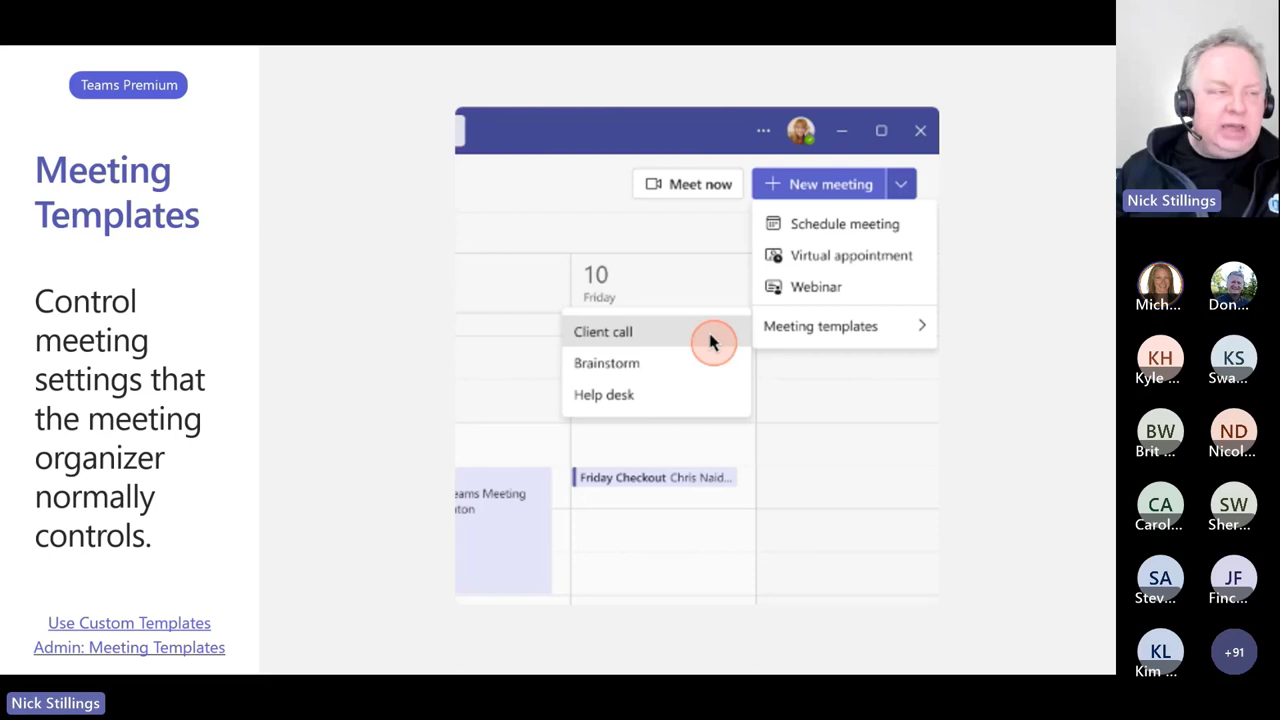 Teams Premium
Meeting
Templates
Control
meeting
settings that
the meeting
organizer
normally
controls.
Use Custom Templates
Admin: Meeting Templates
Meet now
New meeting
Schedule meeting
Virtual appointment
Webinar
Meeting templates
10
Friday
Client call
Brainstorm
Help desk
Friday Checkout Chris Naid...
eams Meeting
nton
Nick Stillings
Mich...
Don...
KH
Kyle ...
KS
Swa...
BW
Brit ...
ND
Nicol...
CA
Carol...
SW
Sher...
SA
Stev...
JF
Finc...
KL
Kim ...
+91
Nick Stillings